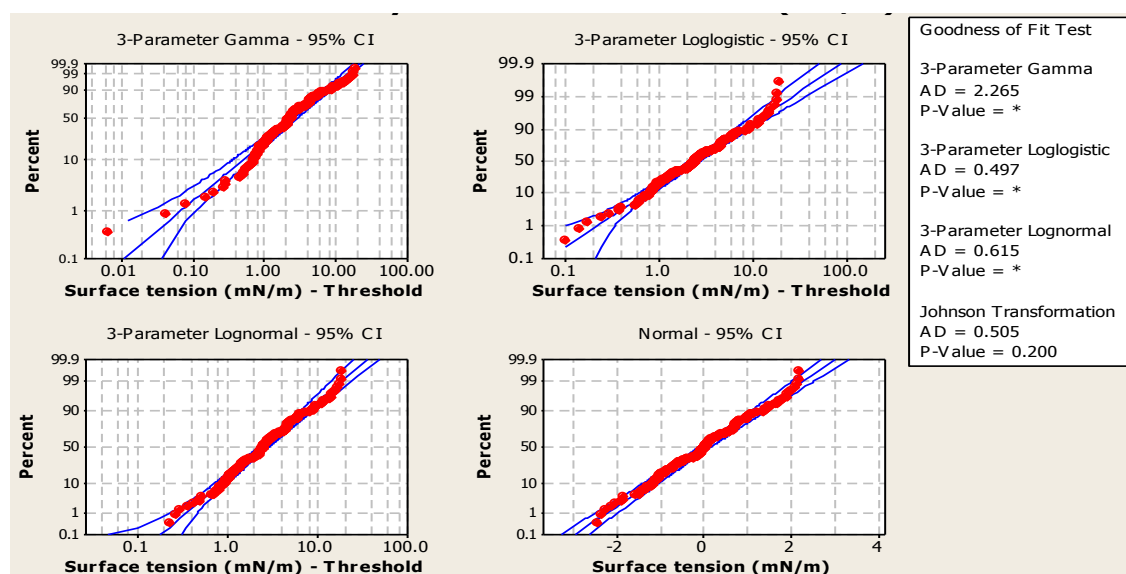 3-Parameter Gamma - 95% CI
99.9
99
90
50
10
1
0.1
Percent
0.01 0.10 1.00 10.00 100.00
Surface tension (mN/m) - Threshold
3-Parameter Loglogistic - 95% CI
99.9
99
90
50
10
1
0.1
Percent
0.1 1.0 10.0 100.0
Surface tension (mN/m) - Threshold
3-Parameter Lognormal - 95% CI
99.9
99
90
50
10
1
0.1
Percent
0.1 1.0 10.0 100.0
Surface tension (mN/m) - Threshold
Normal - 95% CI
99.9
99
90
50
10
1
0.1
Percent
-2 0 2 4
Surface tension (mN/m)
Goodness of Fit Test
3-Parameter Gamma
AD = 2.265
P-Value = *
3-Parameter Loglogistic
AD = 0.497
P-Value = *
3-Parameter Lognormal
AD = 0.615
P-Value = *
Johnson Transformation
AD = 0.505
P-Value = 0.200